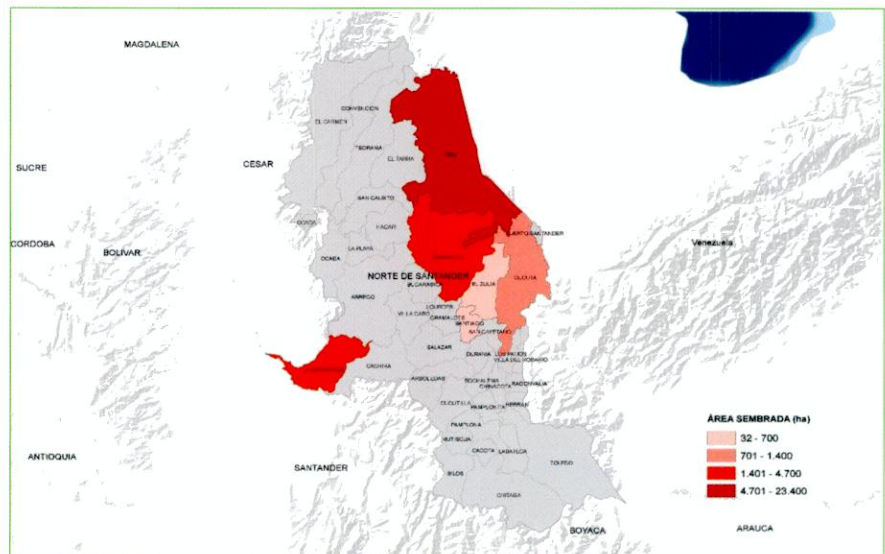 MAGDALENA
CONVENCION
EL CARMEN
TEORAMA
EL TARRA
TIBU
CESAR
SUCRE
SAN CALIXTO
OCAÑA
HACARI
PUERTO SANTANDER
CORDOBA
BOLIVAR
LA PLAYA
Venezuela
NORTE DE SANTANDER
CUCUTA
EL ZULIA
BUCARASICA
ABREGO
LOURDES
VILLA CARO
GRAMALOTE
SANTIAGO
SAN CAYETANO
SALAZAR
DURANIA
LOS PATIOS
VILLA DEL ROSARIO
CACHIRA
ARBOLEDAS
BOCHALEMA
CHINACOTA
RAGONVALIA
CUCUTILLA
PAMPLONITA
HERRAN
PAMPLONA
MUTISCUA
CACOTA
LABATECA
ANTIOQUIA
SANTANDER
SILOS
TOLEDO
CHITAGA
BOYACA
ARAUCA
ÁREA SEMBRADA (ha)
32 - 700
701 - 1.400
1.401 - 4.700
4.701 - 23.400